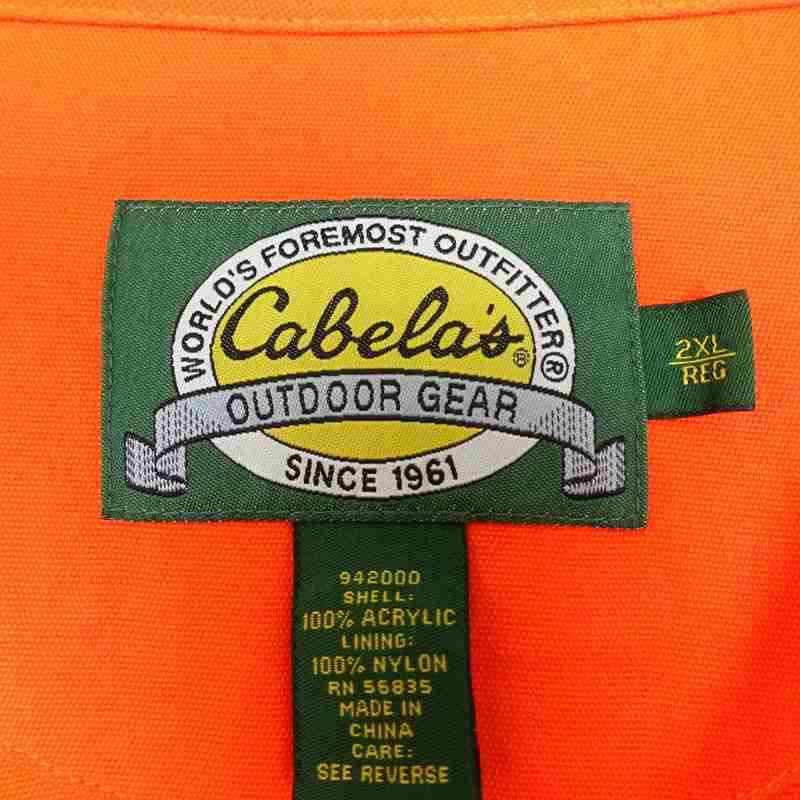 WORLD'S FOREMOST OUTFITTER®
Cabela's®
OUTDOOR GEAR
SINCE 1961
2XL
REG
942000
SHELL:
100% ACRYLIC
LINING:
100% NYLON
RN 56835
MADE IN
CHINA
CARE:
SEE REVERSE